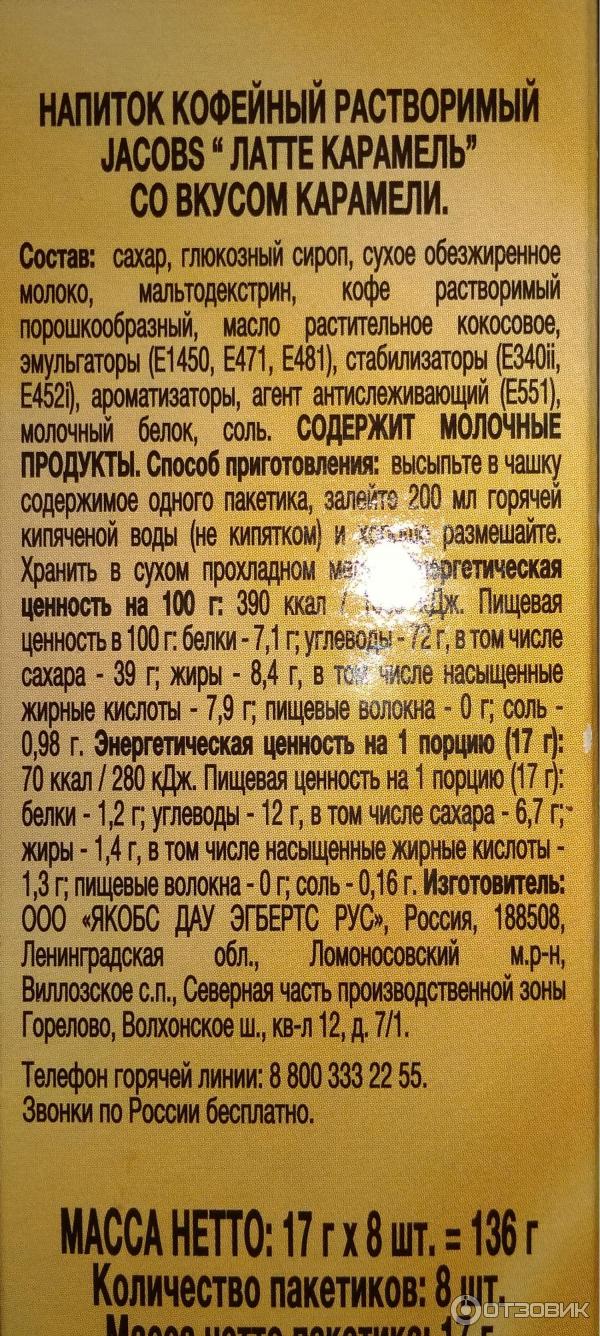 НАПИТОК КОФЕЙНЫЙ РАСТВОРИМЫЙ
JACOBS “ ЛАТТЕ КАРАМЕЛЬ”
СО ВКУСОМ КАРАМЕЛИ.
Состав: сахар, глюкозный сироп, сухое обезжиренное
молоко, мальтодекстрин, кофе растворимый
порошкообразный, масло растительное кокосовое,
эмульгаторы (Е1450, Е471, Е481), стабилизаторы (Е340ii,
Е452i), ароматизаторы, агент антислеживающий (Е551),
молочный белок, соль. СОДЕРЖИТ МОЛОЧНЫЕ
ПРОДУКТЫ. Способ приготовления: высыпьте в чашку
содержимое одного пакетика, залейте 200 мл горячей
кипяченой воды (не кипятком) и хорошо размешайте.
Хранить в сухом прохладном Энергетическая
ценность на 100 г: 390 ккал / кДж. Пищевая
ценность в 100 г: белки - 7,1 г; углеводы - 72 г, в том числе
сахара - 39 г; жиры - 8,4 г, в том числе насыщенные
жирные кислоты - 7,9 г; пищевые волокна - 0 г; соль -
0,98 г. Энергетическая ценность на 1 порцию (17 г):
70 ккал / 280 кДж. Пищевая ценность на 1 порцию (17 г):
белки - 1,2 г; углеводы - 12 г, в том числе сахара - 6,7 г;
жиры - 1,4 г, в том числе насыщенные жирные кислоты -
1,3 г; пищевые волокна - 0 г; соль - 0,16 г. Изготовитель:
ООО «ЯКОБС ДАУ ЭГБЕРТС РУС», Россия, 188508,
Ленинградская обл., Ломоносовский м.р-н,
Виллозское с.п., Северная часть производственной зоны
Горелово, Волхонское ш., кв-л 12, д. 7/1.
Телефон горячей линии: 8 800 333 22 55.
Звонки по России бесплатно.
МАССА НЕТТО: 17 г х 8 шт. = 136 г
Количество пакетиков: 8 шт.
Масса нетто пакетика: 17 г
ОТЗОВИК